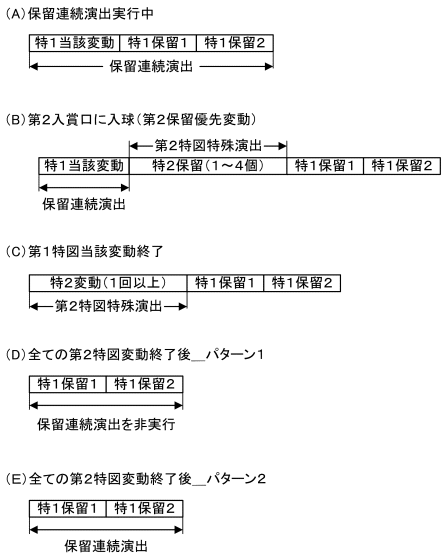 (A)保留連続演出実行中
特1当該変動 特1保留1 特1保留2
保留連続演出
(B)第2入賞口に入球(第2保留優先変動)
第2特図特殊演出
特1当該変動 特2保留(1～4個) 特1保留1 特1保留2
保留連続演出
(C)第1特図当該変動終了
特2変動(1回以上) 特1保留1 特1保留2
第2特図特殊演出
(D)全ての第2特図変動終了後__パターン1
特1保留1 特1保留2
保留連続演出を非実行
(E)全ての第2特図変動終了後__パターン2
特1保留1 特1保留2
保留連続演出